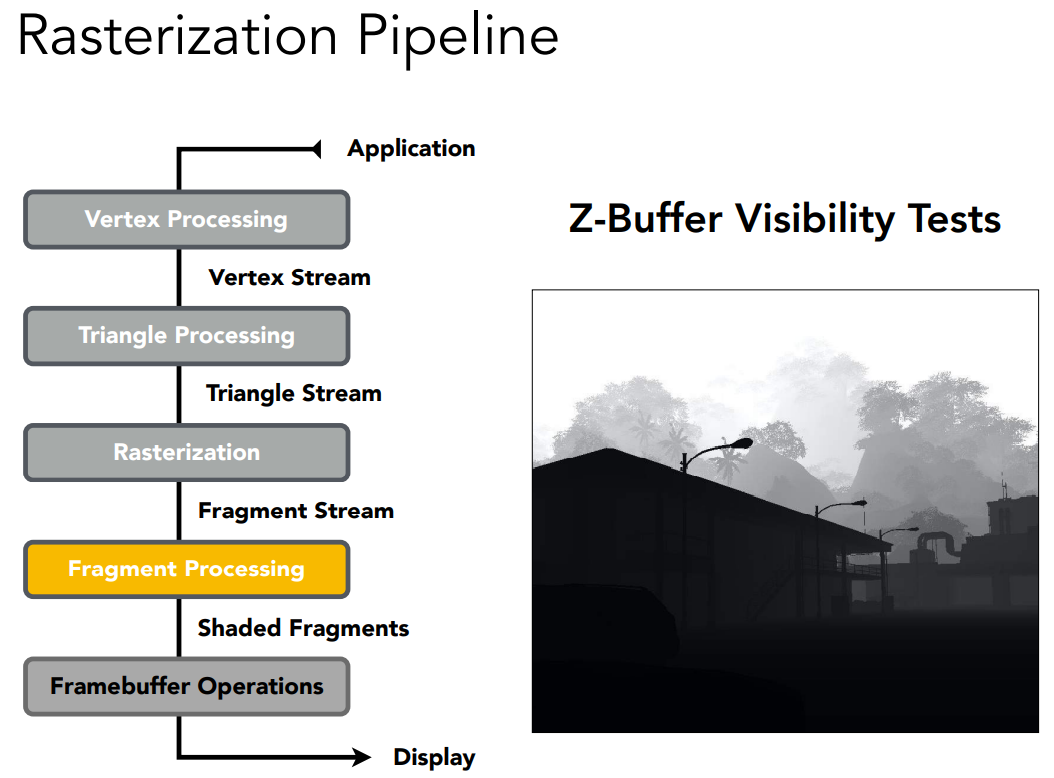 Rasterization Pipeline
Application
Vertex Processing
Vertex Stream
Triangle Processing
Triangle Stream
Rasterization
Fragment Stream
Fragment Processing
Shaded Fragments
Framebuffer Operations
Display
Z-Buffer Visibility Tests